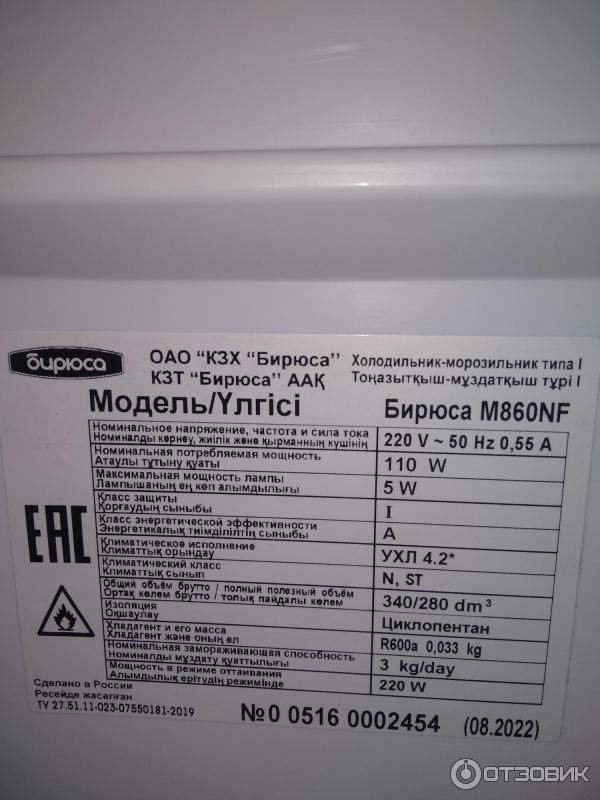 бирюса
ОАО "КЗХ "Бирюса"
КЗТ "Бирюса" ААҚ
Холодильник-морозильник типа I
Тоңазытқыш-мұздатқыш түрі I
Модель/Үлгісі Бирюса М860NF
Номинальное напряжение, частота и сила тока
Номиналды кернеу, жиілік және қырманның күшінің
220 V ~ 50 Hz 0,55 A
Номинальная потребляемая мощность
Атаулы тұтыну қуаты
110 W
Максимальная мощность лампы
Лампышаның ең көп алымдылығы
5 W
Класс защиты
Қорғаудың сыныбы
I
Класс энергетической эффективности
Энергетикалық тиімділілтің сыныбы
А
Климатическое исполнение
Климаттық орындау
УХЛ 4.2*
Климатический класс
Климаттық сынып
N, ST
Общий объём брутто / полный полезный объём
Ортақ көлем брутто / толық пайдалы көлем
340/280 dm³
Изоляция
Оқшаулау
Циклопентан
Хладагент и его масса
Хладагент және оның ел
R600a 0,033 kg
Номинальная замораживающая способность
Номиналды мұздату қуаттылығы
3 kg/day
Мощность в режиме оттаивания
Алымдылық ерітудің режимінде
220 W
EAC
Сделано в России
Ресейде жасалған
ТУ 27.51.11-023-07550181-2019
№0 0516 0002454 (08.2022)
ОТЗОВИК